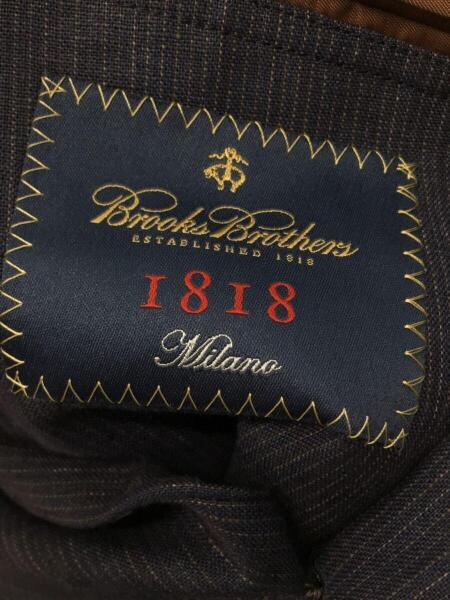 Brooks Brothers
ESTABLISHED 1818
1818
Milano